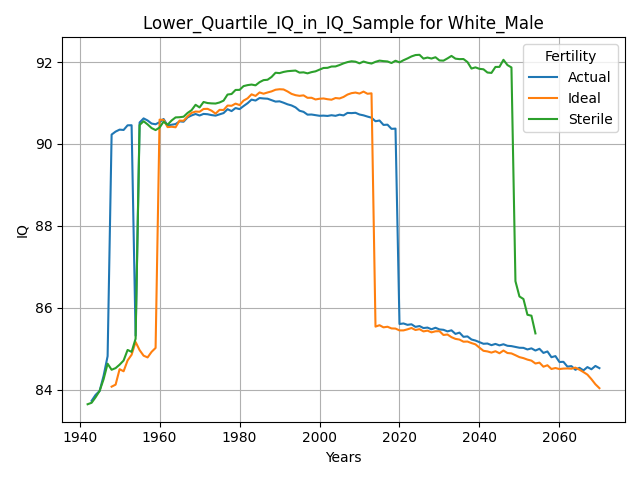 Lower_Quartile_IQ_in_IQ_Sample for White_Male
Fertility
Actual
Ideal
Sterile
IQ
92
90
88
86
84
1940
1960
1980
2000
2020
2040
2060
Years